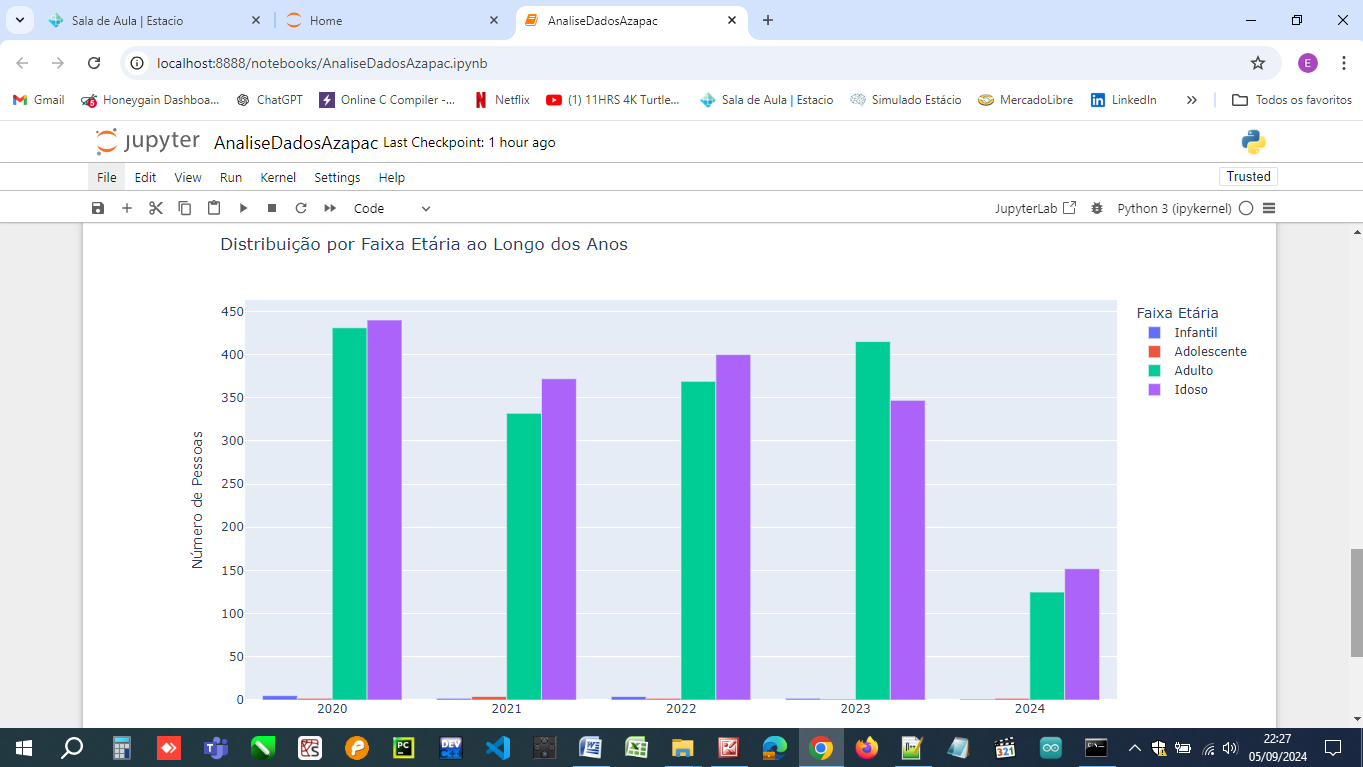 Sala de Aula | Estacio
Home
AnaliseDadosAzapac
localhost:8888/notebooks/AnaliseDadosAzapac.ipynb
E
Gmail
Honeygain Dashboa...
ChatGPT
Online C Compiler -...
Netflix
(1) 11HRS 4K Turtle...
Sala de Aula | Estacio
Simulado Estácio
MercadoLibre
LinkedIn
Todos os favoritos
jupyter
AnaliseDadosAzapac Last Checkpoint: 1 hour ago
File Edit View Run Kernel Settings Help
Trusted
Code
JupyterLab
Python 3 (ipykernel)
Distribuição por Faixa Etária ao Longo dos Anos
Número de Pessoas
450
400
350
300
250
200
150
100
50
0
2020 2021 2022 2023 2024
Faixa Etária
Infantil
Adolescente
Adulto
Idoso
22:27
05/09/2024